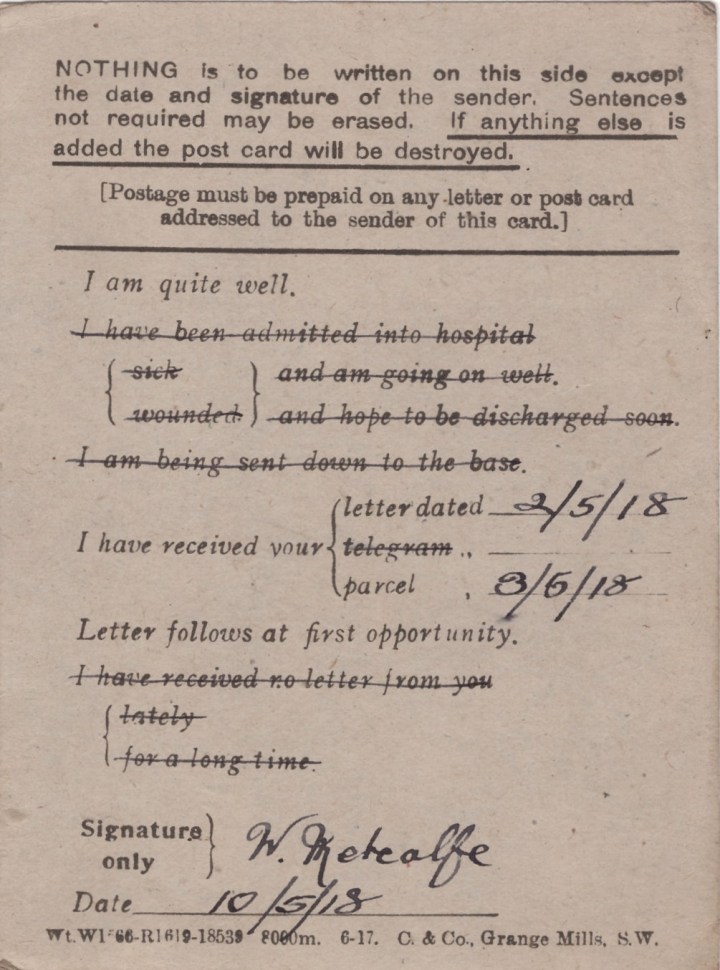 NOTHING is to be written on this side except
the date and signature of the sender. Sentences
not required may be erased. If anything else is
added the post card will be destroyed.
[Postage must be prepaid on any letter or post card
addressed to the sender of this card.]
I am quite well.
I have been admitted into hospital
sick and am going on well.
wounded and hope to be discharged soon.
I am being sent down to the base.
letter dated 2/5/18
I have received your telegram ,,
parcel , 3/5/18
Letter follows at first opportunity.
I have received no letter from you
lately
for a long time.
Signature
only W. Metcalfe
Date 10/5/18
8000m. 6-17. C. & Co., Grange Mills, S.W.